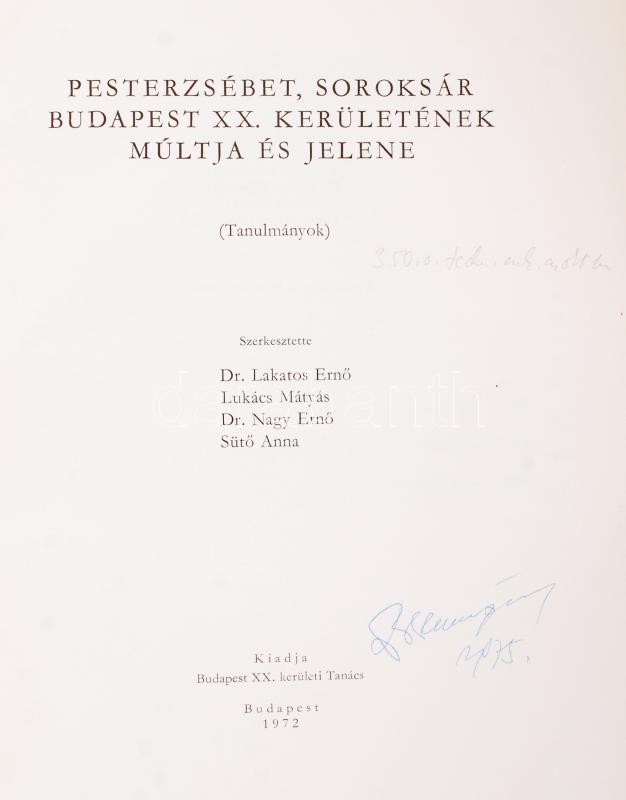 PESTERZSÉBET, SOROKSÁR
BUDAPEST XX. KERÜLETÉNEK
MÚLTJA ÉS JELENE
(Tanulmányok)
Szerkesztette
Dr. Lakatos Ernő
Lukács Mátyás
Dr. Nagy Ernő
Sütő Anna
Kiadja
Budapest XX. kerületi Tanács
Budapest
1972